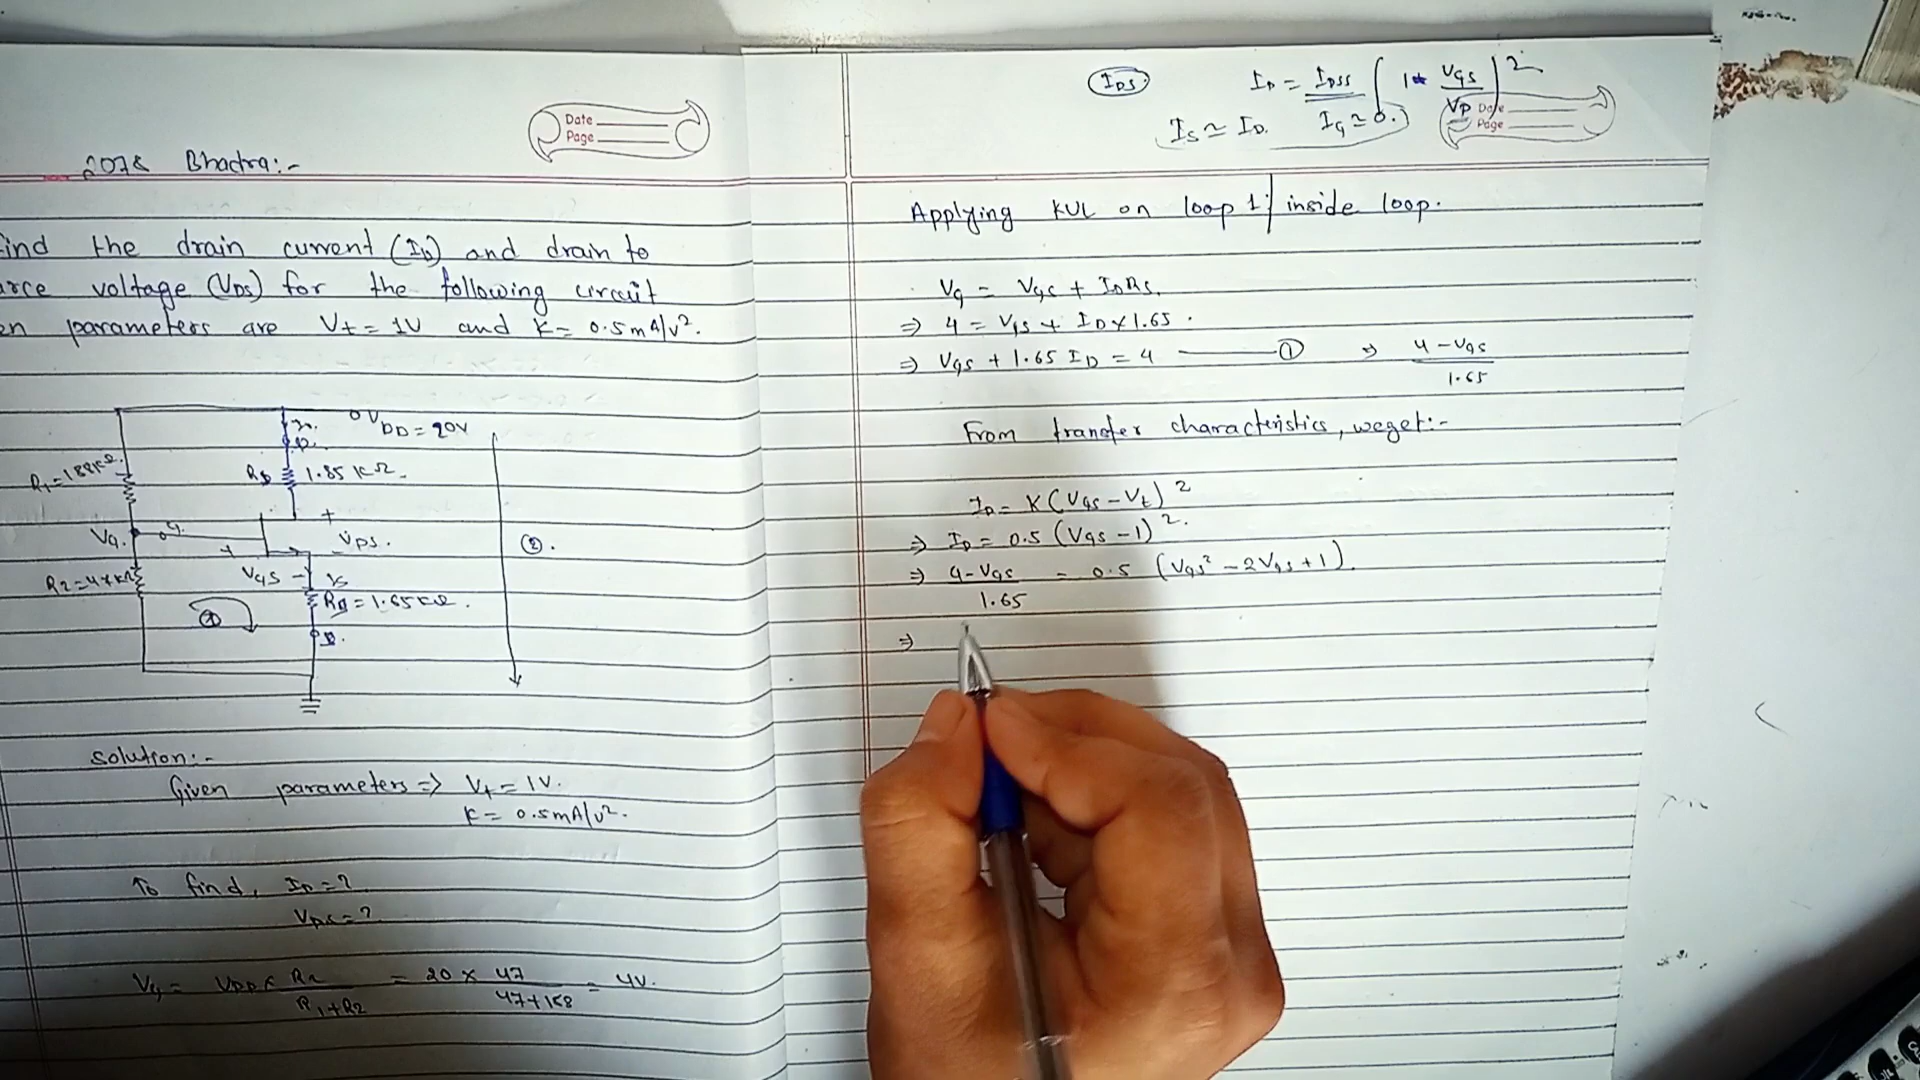 Date
Page
2078 Bhadra:-
ind the drain current (ID) and drain to
urce voltage (VDS) for the following circuit
en parameters are Vt = 1V and K = 0.5mA/V².
VDD = 20V
R1=188KΩ
RD 1.85 KΩ
VG. G.
+
VDS.
②.
+
VGS -
R2=47KΩ
①
= 1.65KΩ.
Solution:-
Given parameters => Vt = 1V.
K = 0.5mA/V².
To find, ID = ?
VDS = ?
VG = VDD × R2 / R1+R2 = 20 × 47 / 47+188 = 4V.
IDS. ID = IDSS ( 1- VGS / VP )²
IS ≃ ID. IG ≃ 0.)
Date
Page
Applying KVL on loop 1:/ inside loop.
VG = VGS + IDRS.
=> 4 = VGS + ID×1.65.
=> VGS + 1.65 ID = 4 ——— ① => 4 - VGS / 1.65
From transfer characteristics, weget:-
ID = K(VGS - Vt)²
=> ID = 0.5 (VGS - 1)².
=> 4-VGS / 1.65 = 0.5 (VGS² - 2VGS + 1).
=>